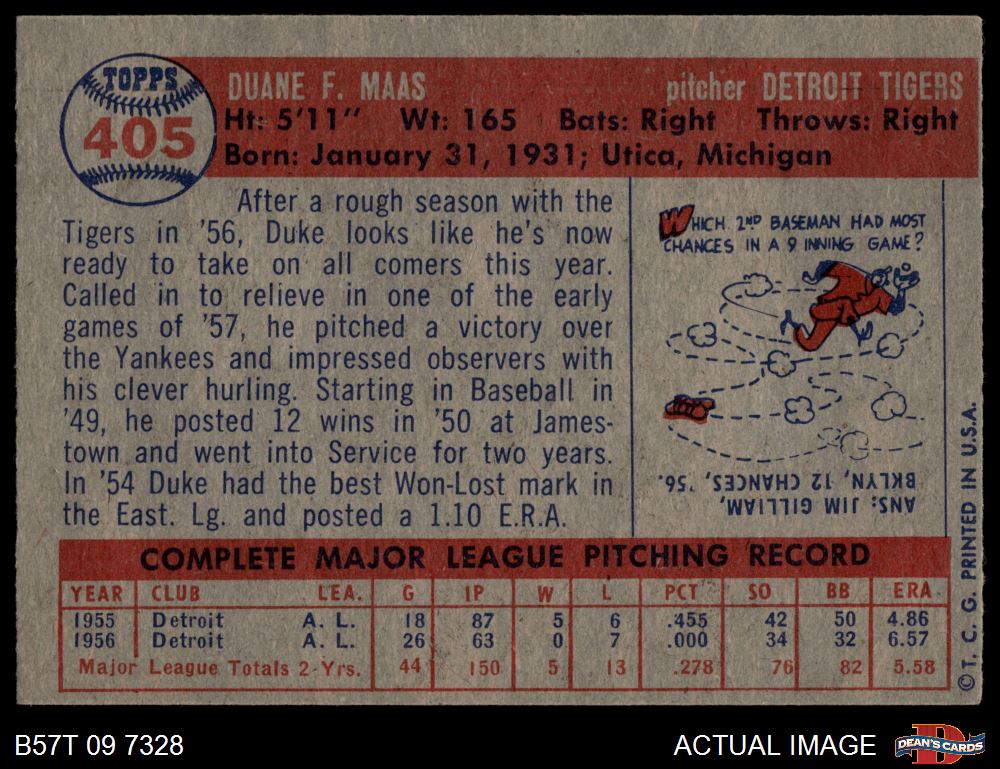 TOPPS
405
DUANE F. MAAS pitcher DETROIT TIGERS
Ht: 5'11" Wt: 165 Bats: Right Throws: Right
Born: January 31, 1931; Utica, Michigan
After a rough season with the
Tigers in '56, Duke looks like he's now
ready to take on all comers this year.
Called in to relieve in one of the early
games of '57, he pitched a victory over
the Yankees and impressed observers with
his clever hurling. Starting in Baseball in
'49, he posted 12 wins in '50 at James-
town and went into Service for two years.
In '54 Duke had the best Won-Lost mark in
the East. Lg. and posted a 1.10 E.R.A.
WHICH 2ND BASEMAN HAD MOST
CHANCES IN A 9 INNING GAME?
ANS: JIM GILLIAM,
BKLYN, 12 CHANCES, '56.
COMPLETE MAJOR LEAGUE PITCHING RECORD
YEAR CLUB LEA. G IP W L PCT SO BB ERA
1955 Detroit A. L. 18 87 5 6 .455 42 50 4.86
1956 Detroit A. L. 26 63 0 7 .000 34 32 6.57
Major League Totals 2-Yrs. 44 150 5 13 .278 76 82 5.58
© T. C. G. PRINTED IN U.S.A.
B57T 09 7328
ACTUAL IMAGE
D
DEAN'S CARDS